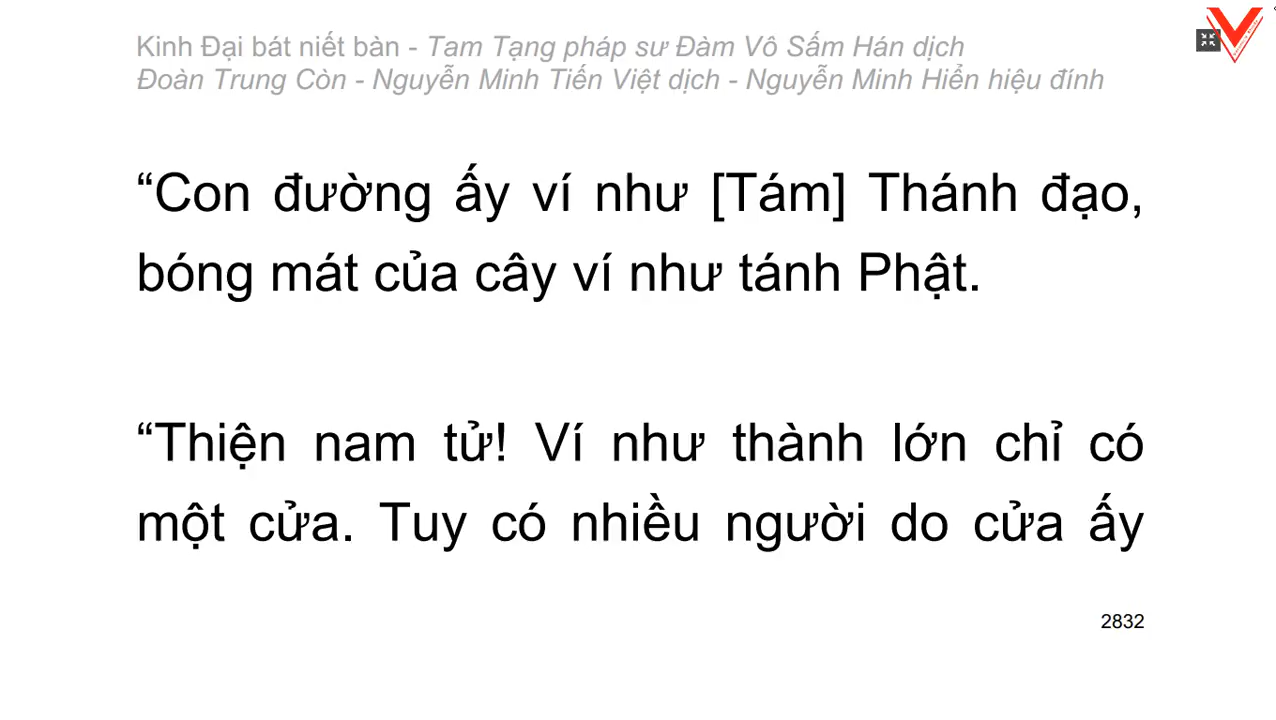 Kinh Đại bát niết bàn - Tam Tạng pháp sư Đàm Vô Sấm Hán dịch
Đoàn Trung Còn - Nguyễn Minh Tiến Việt dịch - Nguyễn Minh Hiển hiệu đính
“Con đường ấy ví như [Tám] Thánh đạo,
bóng mát của cây ví như tánh Phật.
“Thiện nam tử! Ví như thành lớn chỉ có
một cửa. Tuy có nhiều người do cửa ấy
2832